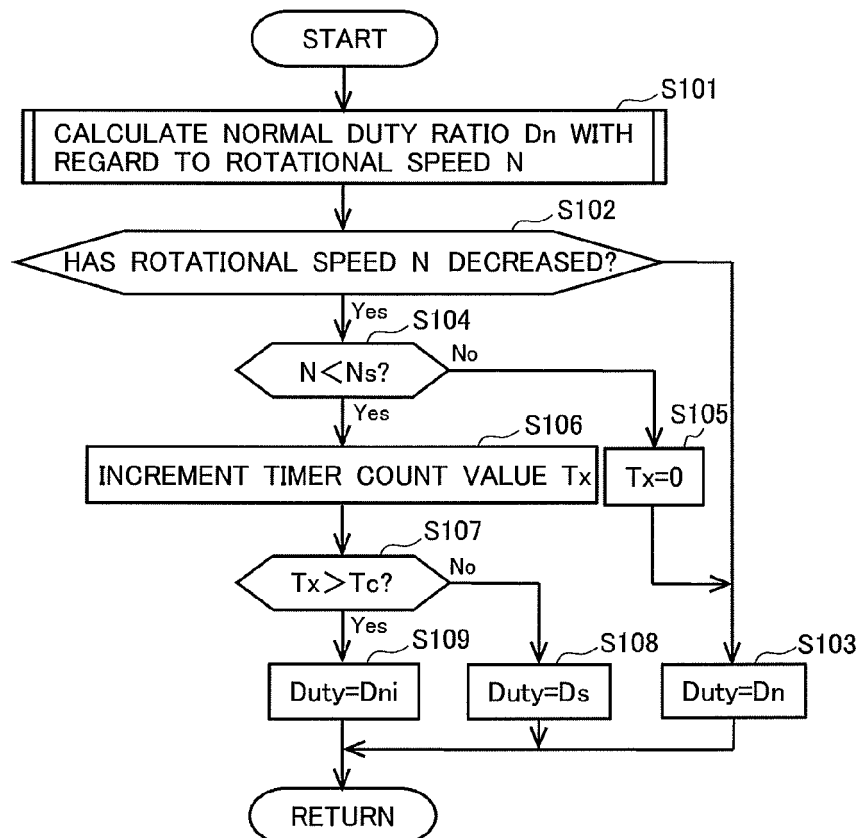 START
S101
CALCULATE NORMAL DUTY RATIO Dn WITH
REGARD TO ROTATIONAL SPEED N
S102
HAS ROTATIONAL SPEED N DECREASED?
Yes
S104
N<Ns?
No
Yes
S105
S106
INCREMENT TIMER COUNT VALUE Tx
Tx=0
S107
Tx>Tc?
No
Yes
S109
S108
S103
Duty=Dni
Duty=Ds
Duty=Dn
RETURN